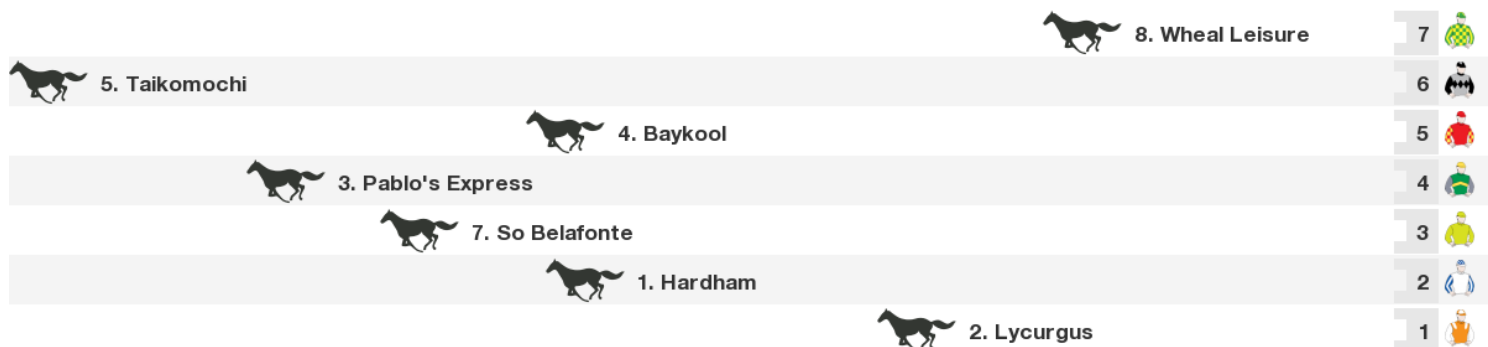 8. Wheal Leisure 7
5. Taikomochi 6
4. Baykool 5
3. Pablo's Express 4
7. So Belafonte 3
1. Hardham 2
2. Lycurgus 1